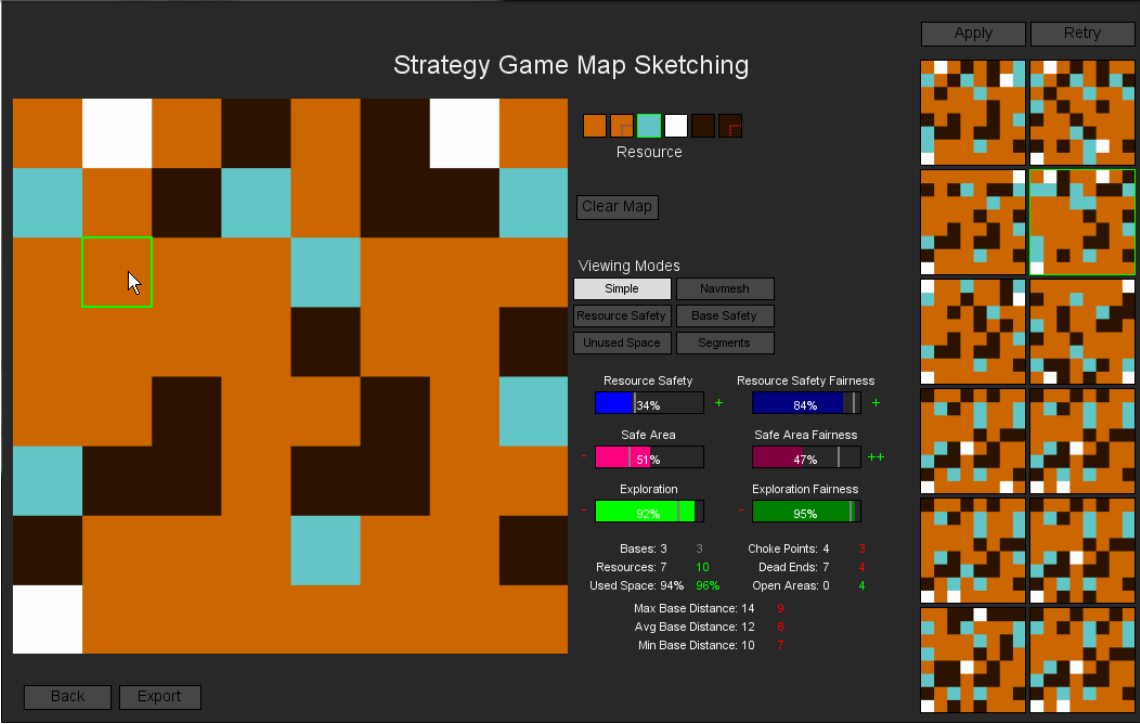 Apply Retry
Strategy Game Map Sketching
Resource
Clear Map
Viewing Modes
Simple Navmesh
Resource Safety Base Safety
Unused Space Segments
Resource Safety Resource Safety Fairness
34% + 84% +
Safe Area Safe Area Fairness
- 51% 47% ++
Exploration Exploration Fairness
- 92% - 95%
Bases: 3 3 Choke Points: 4 3
Resources: 7 10 Dead Ends: 7 4
Used Space: 94% 96% Open Areas: 0 4
Max Base Distance: 14 9
Avg Base Distance: 12 8
Min Base Distance: 10 7
Back Export